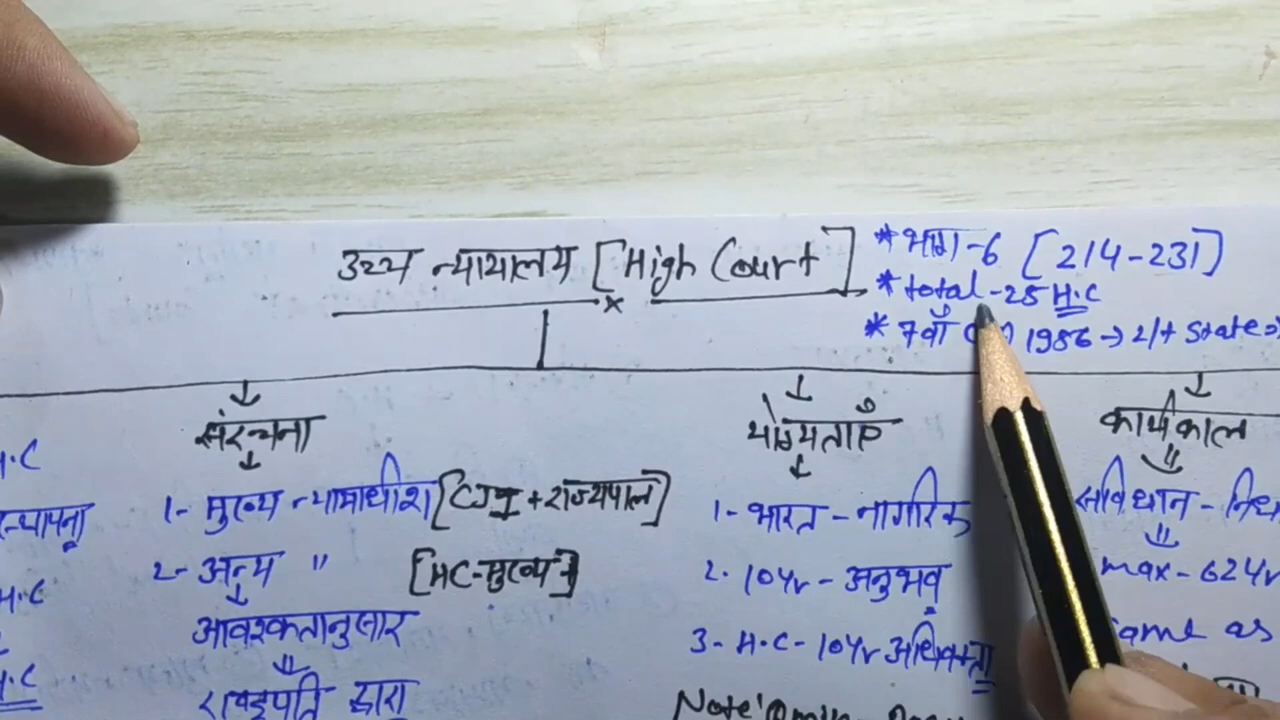 उच्च न्यायालय [High Court]
* भाग-6 [214-231]
* total-25 H.C
* 7वाँ 1956 → 2/+ State
संरचना
1- मुख्य न्यायाधीश [CJI + राज्यपाल]
2- अन्य " [HC-मुख्य-]
आवश्कतानुसार
राष्ट्रपति द्वारा
योग्यताएँ
1- भारत - नागरिक
2. 10yr - अनुभव
3- H.C - 10yr अधिवक्ता
Note:
कार्यकाल
संविधान -
max - 62yr
same as
H.C
H.C
H.C